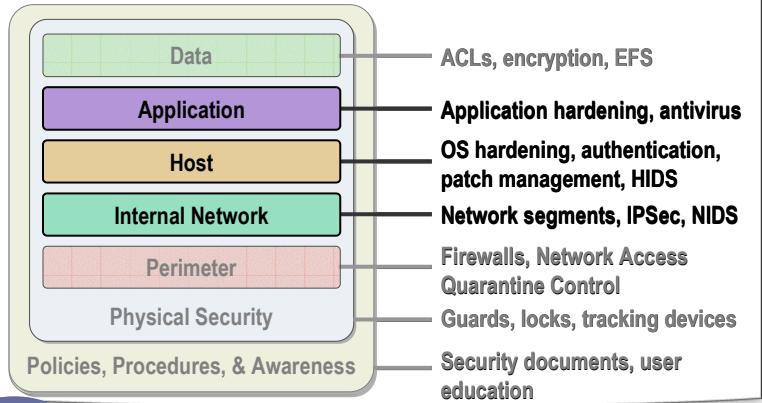 Data
ACLs, encryption, EFS
Application
Application hardening, antivirus
Host
OS hardening, authentication,
patch management, HIDS
Internal Network
Network segments, IPSec, NIDS
Perimeter
Firewalls, Network Access
Quarantine Control
Physical Security
Guards, locks, tracking devices
Policies, Procedures, & Awareness
Security documents, user
education